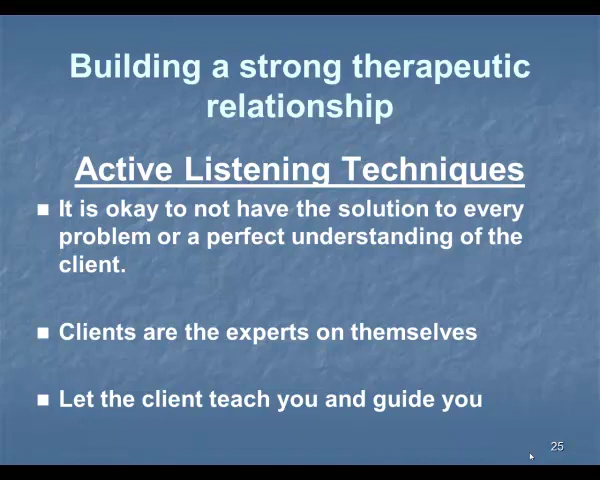 Building a strong therapeutic
relationship
Active Listening Techniques
It is okay to not have the solution to every
problem or a perfect understanding of the
client.
Clients are the experts on themselves
Let the client teach you and guide you
25